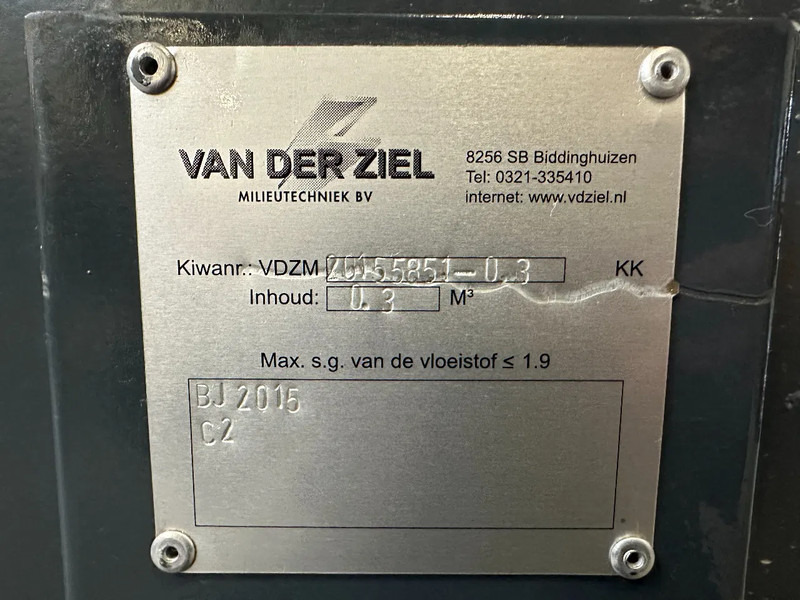 VAN DER ZIEL
MILIEUTECHNIEK BV
8256 SB Biddinghuizen
Tel: 0321-335410
internet: www.vdziel.nl
Kiwanr.: VDZM 20155851-0.3 KK
Inhoud: 0.3 M³
Max. s.g. van de vloeistof ≤ 1.9
BJ 2015
C2